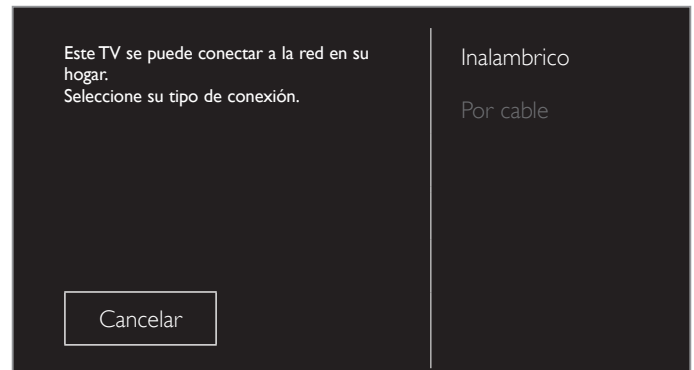 Este TV se puede conectar a la red en su
hogar.
Seleccione su tipo de conexión.
Inalambrico
Por cable
Cancelar